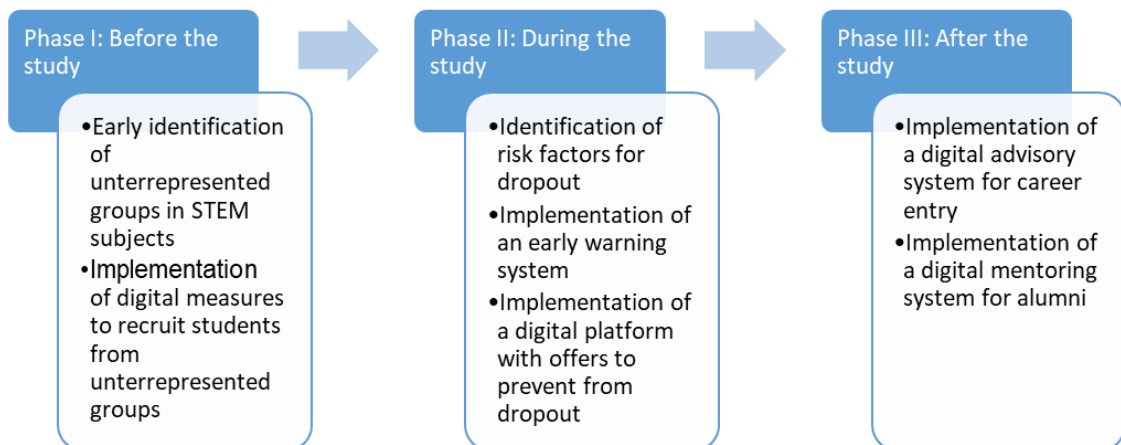 Phase I: Before the
study
•Early identification
of
unterrepresented
groups in STEM
subjects
•Implementation
of digital measures
to recruit students
from
unterrepresented
groups
Phase II: During the
study
•Identification of
risk factors for
dropout
•Implementation of
an early warning
system
•Implementation of
a digital platform
with offers to
prevent from
dropout
Phase III: After the
study
•Implementation of
a digital advisory
system for career
entry
•Implementation of
a digital mentoring
system for alumni